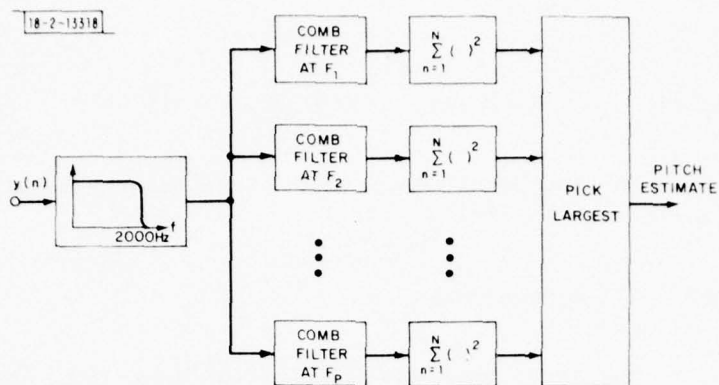 18-2-13318
COMB
FILTER
AT F₁
N
∑ ( )²
n=1
COMB
FILTER
AT F₂
N
∑ ( )²
n=1
y(n)
f
2000Hz
PICK
LARGEST
PITCH
ESTIMATE
COMB
FILTER
AT Fₚ
N
∑ ( )²
n=1